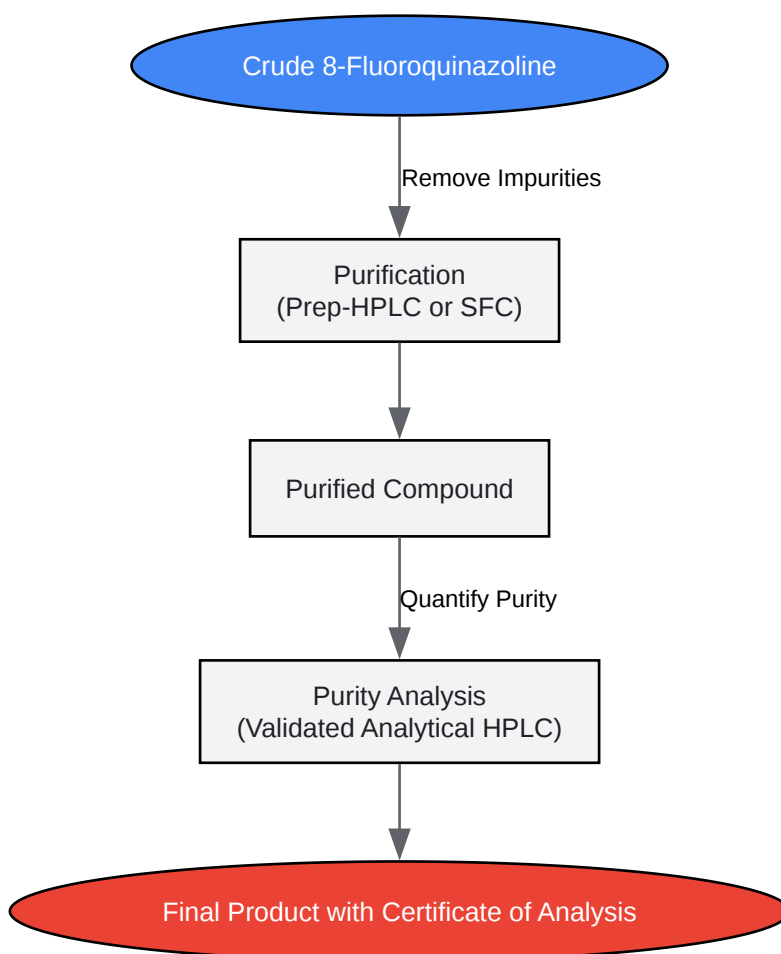 Crude 8-Fluoroquinazoline
Remove Impurities
Purification
(Prep-HPLC or SFC)
Purified Compound
Quantify Purity
Purity Analysis
(Validated Analytical HPLC)
Final Product with Certificate of Analysis